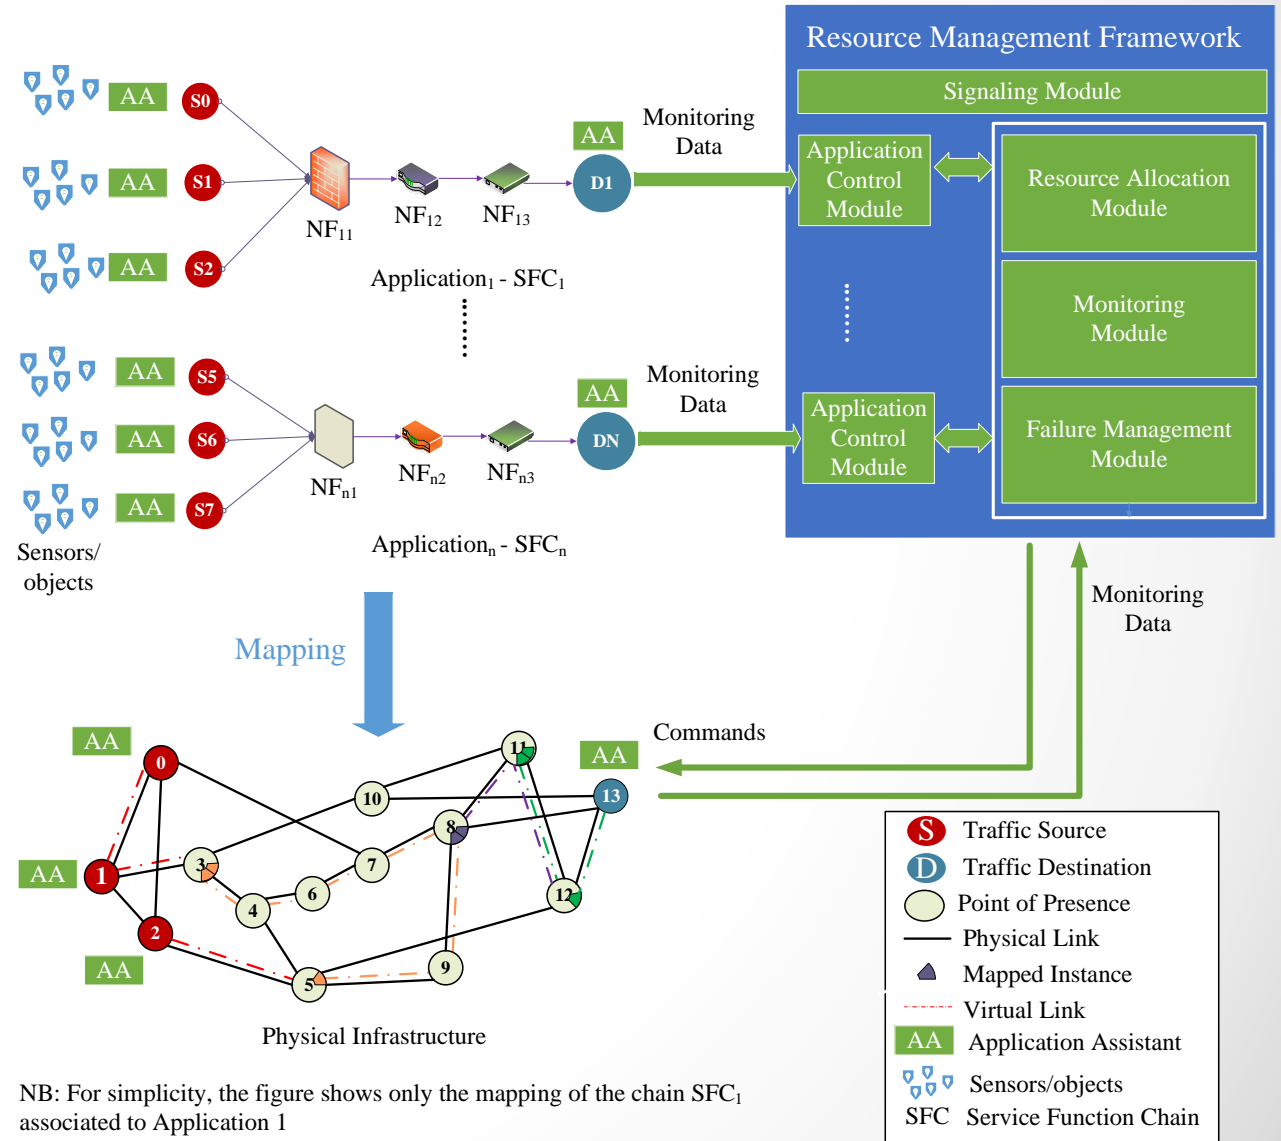 Resource Management Framework
Signaling Module
AA
S0
AA
S1
AA
S2
NF11
NF12
NF13
AA
D1
Monitoring
Data
Application
Control
Module
Resource Allocation
Module
Application1 - SFC1
Monitoring
Module
AA
S5
AA
S6
AA
S7
NFn1
NFn2
NFn3
AA
DN
Monitoring
Data
Application
Control
Module
Failure Management
Module
Applicationn - SFCn
Sensors/
objects
Mapping
Monitoring
Data
Commands
AA
0
AA
1
AA
2
3
4
5
6
7
8
9
10
11
12
AA
13
Physical Infrastructure
S Traffic Source
D Traffic Destination
Point of Presence
Physical Link
Mapped Instance
Virtual Link
AA Application Assistant
Sensors/objects
SFC Service Function Chain
NB: For simplicity, the figure shows only the mapping of the chain SFC1
associated to Application 1